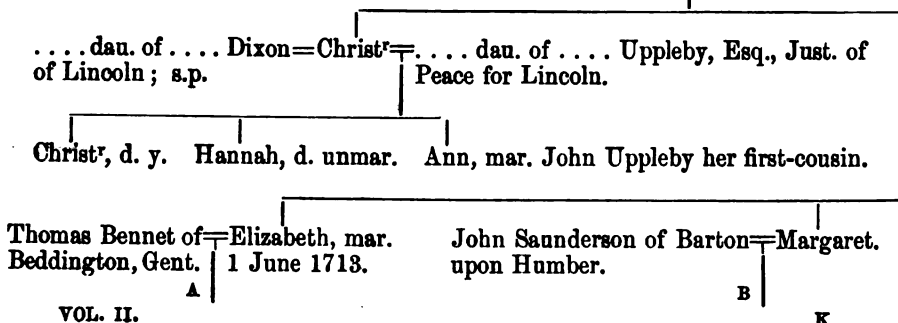 . . . . dau. of . . . . Dixon=Christʳ=. . . . dau. of . . . . Uppleby, Esq., Just. of
of Lincoln; s.p. Peace for Lincoln.
Christʳ, d. y. Hannah, d. unmar. Ann, mar. John Uppleby her first-cousin.
Thomas Bennet of=Elizabeth, mar. John Saunderson of Barton=Margaret.
Beddington, Gent. 1 June 1713. upon Humber.
A B
VOL. II. K